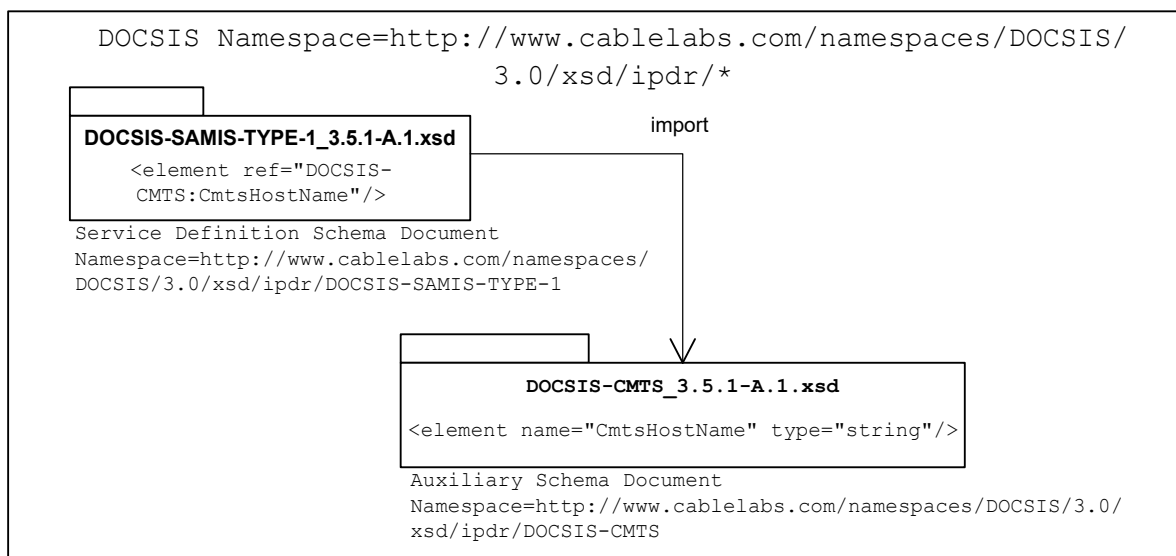 DOCSIS Namespace=http://www.cablelabs.com/namespaces/DOCSIS/
3.0/xsd/ipdr/*
DOCSIS-SAMIS-TYPE-1_3.5.1-A.1.xsd
<element ref="DOCSIS-
CMTS:CmtsHostName"/>
import
Service Definition Schema Document
Namespace=http://www.cablelabs.com/namespaces/
DOCSIS/3.0/xsd/ipdr/DOCSIS-SAMIS-TYPE-1
DOCSIS-CMTS_3.5.1-A.1.xsd
<element name="CmtsHostName" type="string"/>
Auxiliary Schema Document
Namespace=http://www.cablelabs.com/namespaces/DOCSIS/3.0/
xsd/ipdr/DOCSIS-CMTS